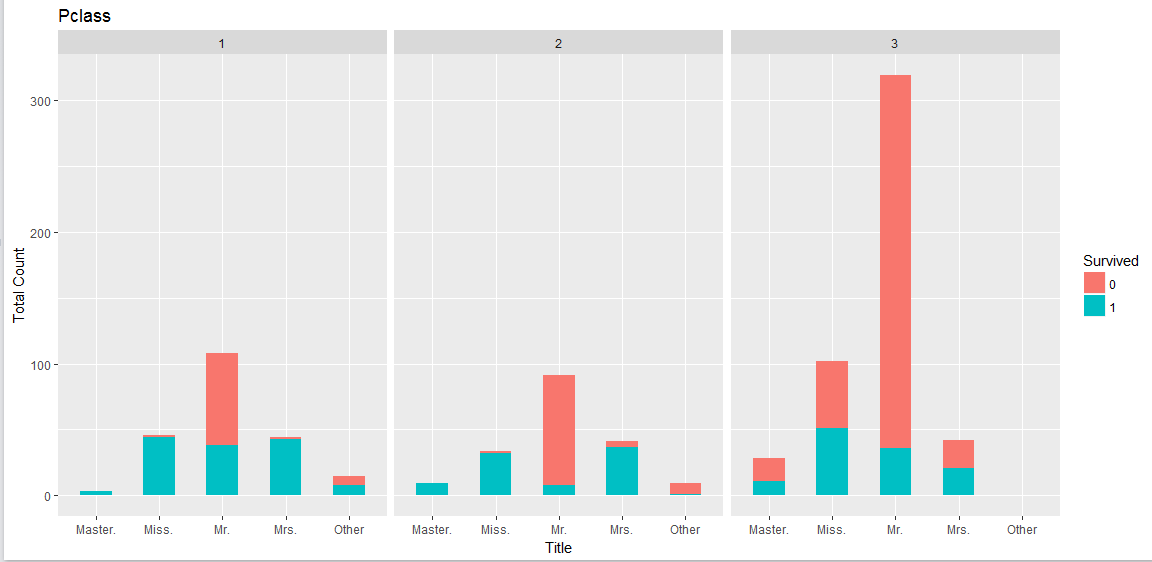 Pclass
1 2 3
300
200
100
0
Total Count
Master. Miss. Mr. Mrs. Other Master. Miss. Mr. Mrs. Other Master. Miss. Mr. Mrs. Other
Title
Survived
0
1